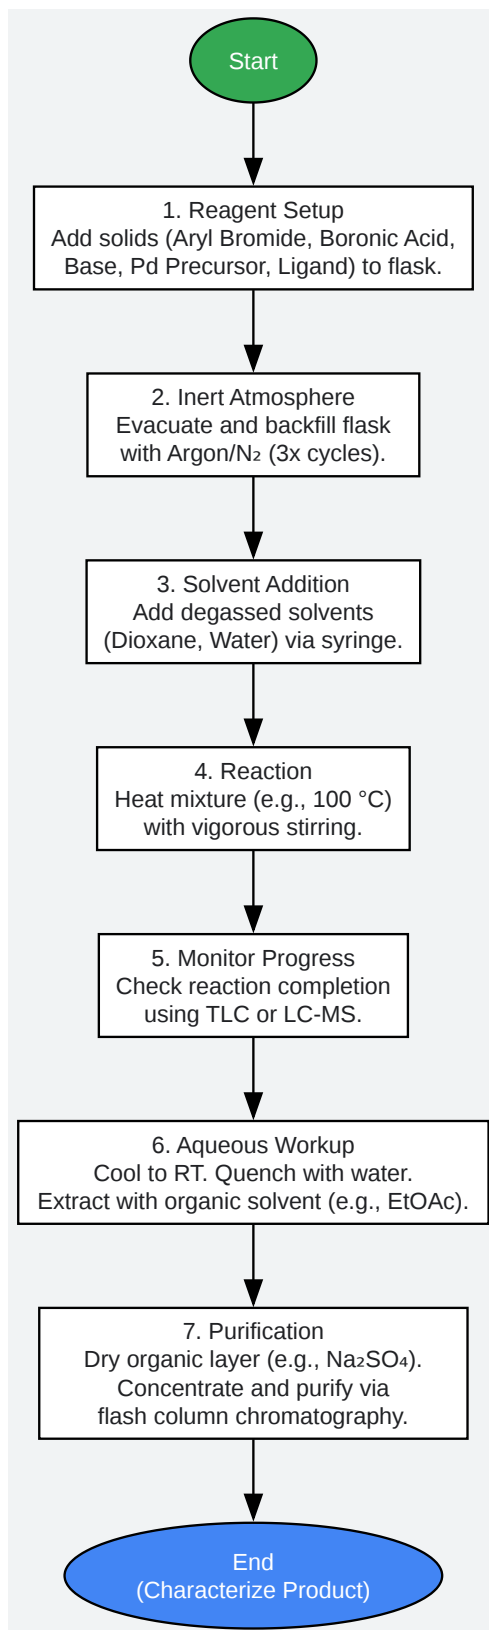 Start
1. Reagent Setup
Add solids (Aryl Bromide, Boronic Acid,
Base, Pd Precursor, Ligand) to flask.
2. Inert Atmosphere
Evacuate and backfill flask
with Argon/N₂ (3x cycles).
3. Solvent Addition
Add degassed solvents
(Dioxane, Water) via syringe.
4. Reaction
Heat mixture (e.g., 100 °C)
with vigorous stirring.
5. Monitor Progress
Check reaction completion
using TLC or LC-MS.
6. Aqueous Workup
Cool to RT. Quench with water.
Extract with organic solvent (e.g., EtOAc).
7. Purification
Dry organic layer (e.g., Na₂SO₄).
Concentrate and purify via
flash column chromatography.
End
(Characterize Product)